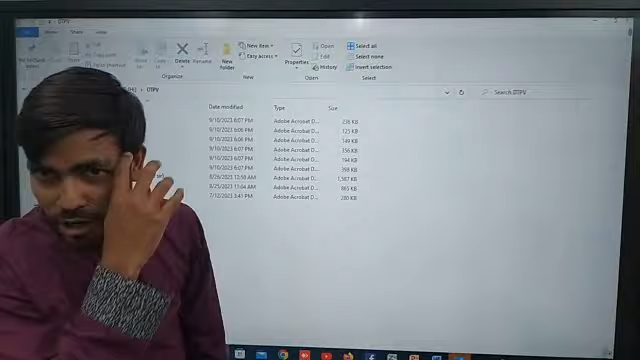 DTPV
Home Share
New item
Open
Select all
Easy access
Edit
Select none
Delete
Rename
New
Folder
Properties
History
Invert selection
Organize
New
Open
Select
DTPV
Search DTPV
Date modified Type Size
9/10/2023 6:07 PM Adobe Acrobat D... 236 KB
9/10/2023 6:06 PM Adobe Acrobat D... 125 KB
9/10/2023 6:06 PM Adobe Acrobat D... 149 KB
9/10/2023 6:07 PM Adobe Acrobat D... 156 KB
9/10/2023 6:07 PM Adobe Acrobat D... 194 KB
9/10/2023 6:07 PM Adobe Acrobat D... 398 KB
8/26/2023 12:50 AM Adobe Acrobat D... 1,587 KB
8/25/2023 11:04 AM Adobe Acrobat D... 865 KB
7/12/2023 3:41 PM Adobe Acrobat D... 280 KB